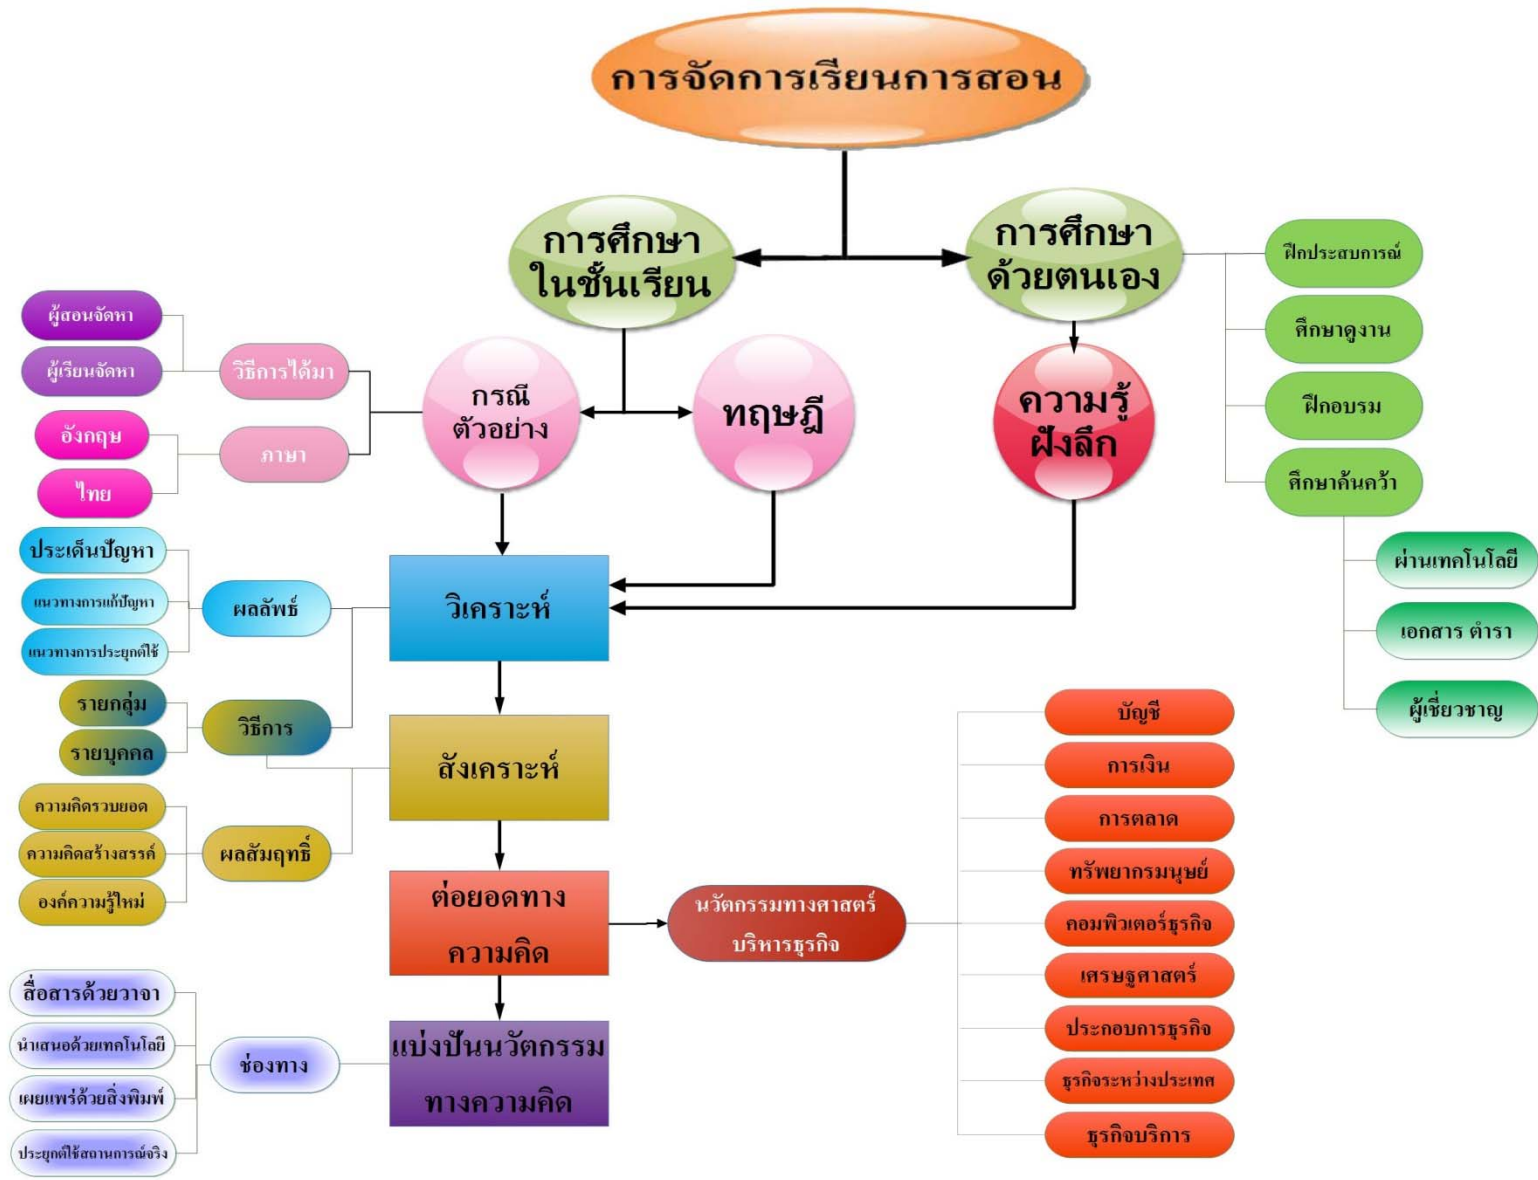 การจัดการเรียนการสอน
การศึกษา
ในชั้นเรียน
การศึกษา
ด้วยตนเอง
ฝึกประสบการณ์
ศึกษาดูงาน
ฝึกอบรม
ศึกษาค้นคว้า
ผ่านเทคโนโลยี
เอกสาร ตำรา
ผู้เชี่ยวชาญ
ผู้สอนจัดหา
ผู้เรียนจัดหา
วิธีการได้มา
อังกฤษ
ไทย
ภาษา
กรณี
ตัวอย่าง
ทฤษฎี
ความรู้
ฝังลึก
ประเด็นปัญหา
แนวทางการแก้ปัญหา
แนวทางการประยุกต์ใช้
ผลลัพธ์
วิเคราะห์
รายกลุ่ม
รายบุคคล
วิธีการ
สังเคราะห์
ความคิดรวบยอด
ความคิดสร้างสรรค์
องค์ความรู้ใหม่
ผลสัมฤทธิ์
ต่อยอดทาง
ความคิด
นวัตกรรมทางศาสตร์
บริหารธุรกิจ
บัญชี
การเงิน
การตลาด
ทรัพยากรมนุษย์
คอมพิวเตอร์ธุรกิจ
เศรษฐศาสตร์
ประกอบการธุรกิจ
ธุรกิจระหว่างประเทศ
ธุรกิจบริการ
สื่อสารด้วยวาจา
นำเสนอด้วยเทคโนโลยี
เผยแพร่ด้วยสิ่งพิมพ์
ประยุกต์ใช้สถานการณ์จริง
ช่องทาง
แบ่งปันนวัตกรรม
ทางความคิด